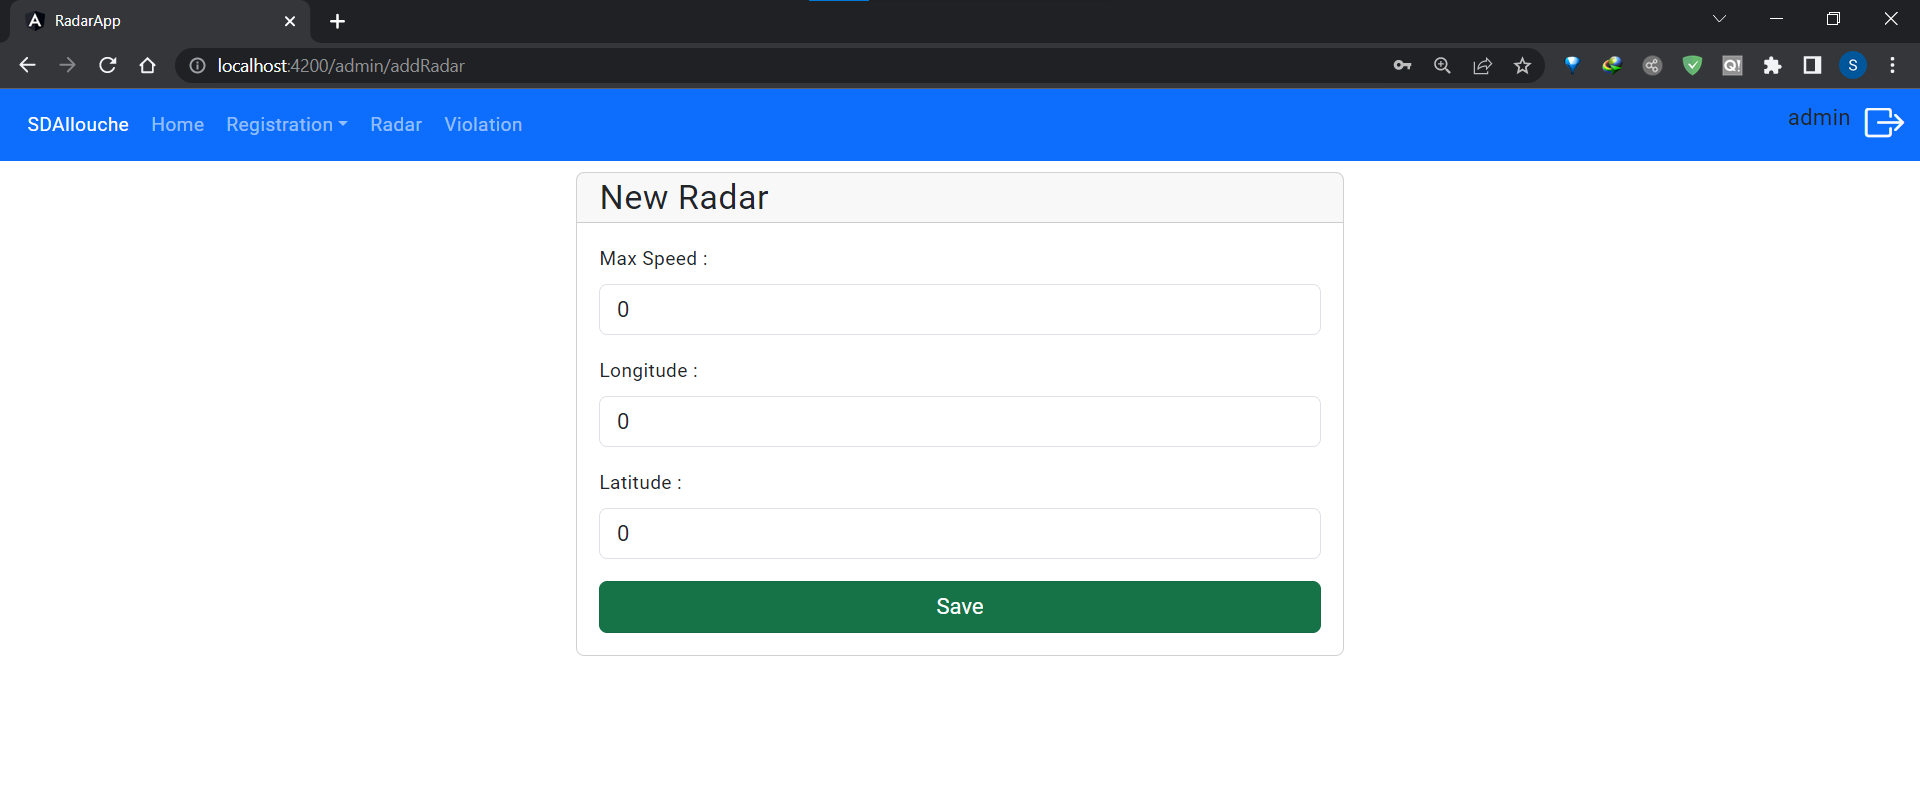 RadarApp
localhost:4200/admin/addRadar
S
SDAllouche Home Registration Radar Violation admin
New Radar
Max Speed :
0
Longitude :
0
Latitude :
0
Save